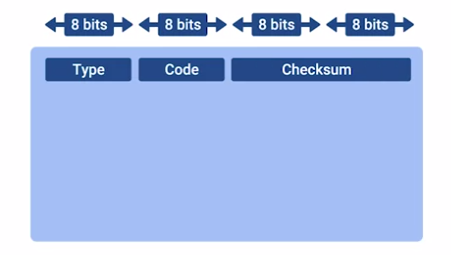 8 bits 8 bits 8 bits 8 bits
Type Code Checksum